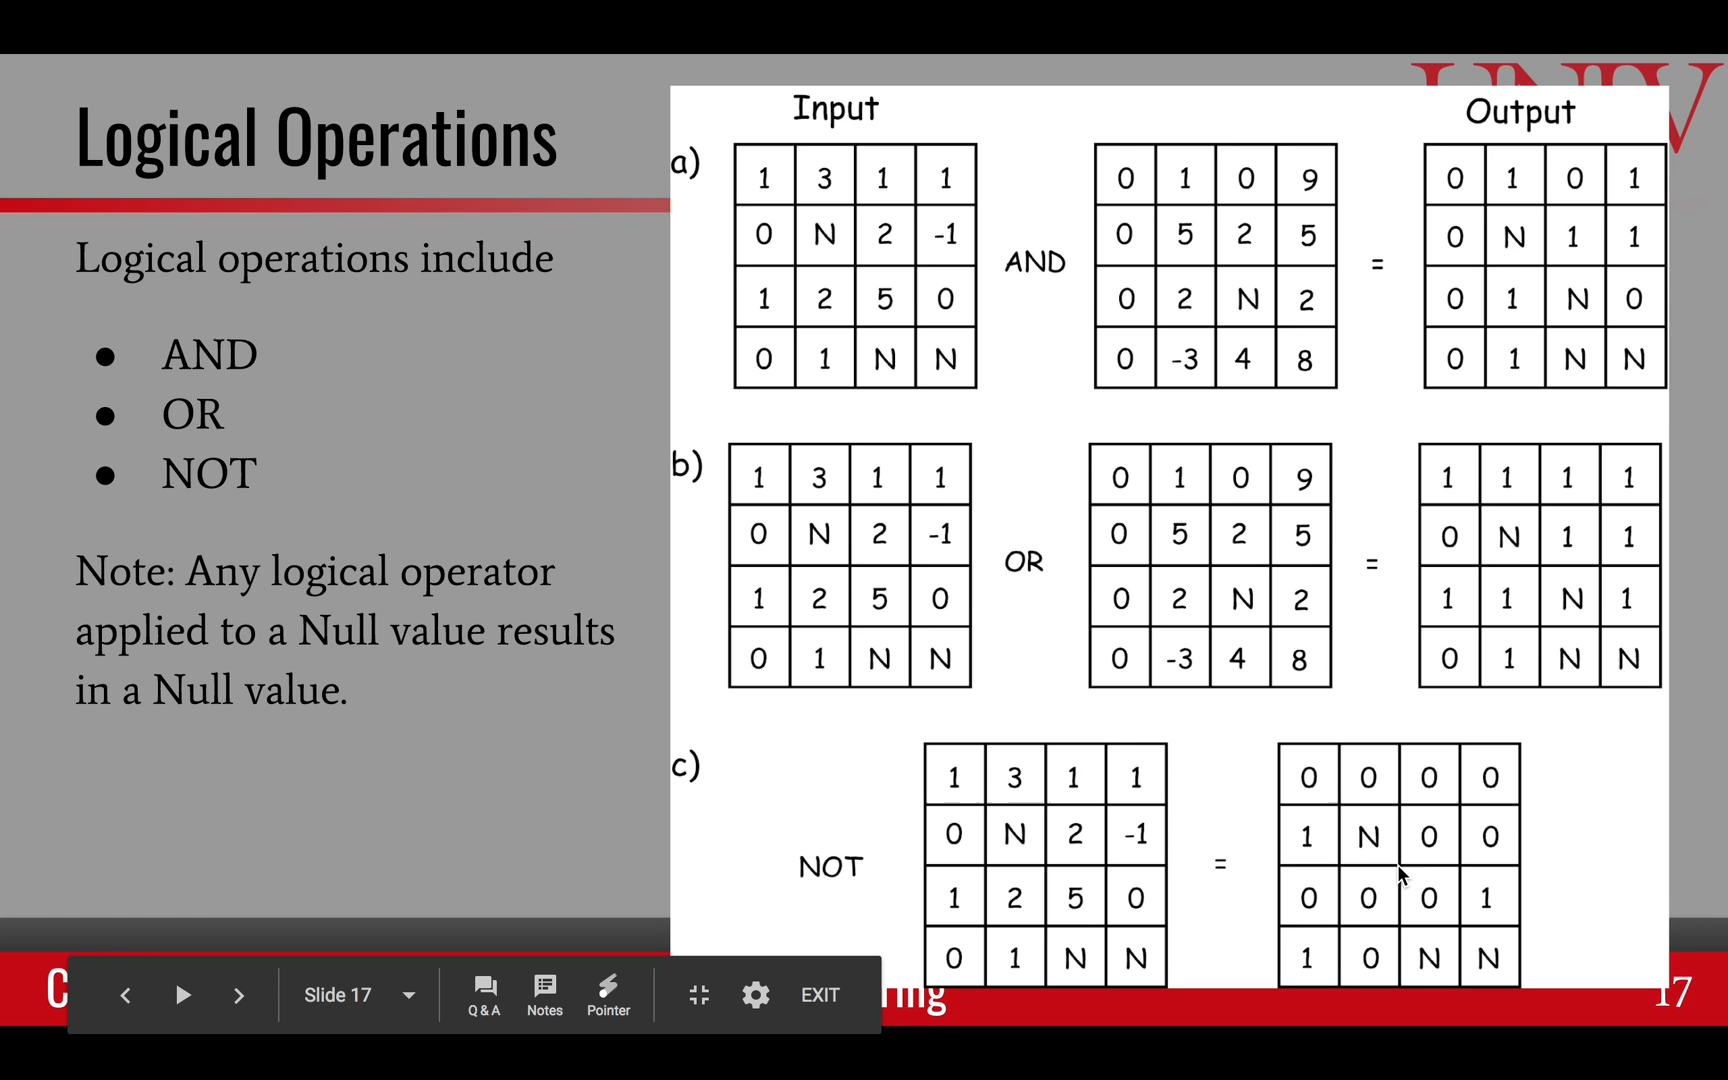 UNIV
Logical Operations
Logical operations include
● AND
● OR
● NOT
Note: Any logical operator
applied to a Null value results
in a Null value.
Input Output
a)
1 3 1 1 0 1 0 9 0 1 0 1
0 N 2 -1 0 5 2 5 0 N 1 1
AND =
1 2 5 0 0 2 N 2 0 1 N 0
0 1 N N 0 -3 4 8 0 1 N N
b)
1 3 1 1 0 1 0 9 1 1 1 1
0 N 2 -1 0 5 2 5 0 N 1 1
OR =
1 2 5 0 0 2 N 2 1 1 N 1
0 1 N N 0 -3 4 8 0 1 N N
c)
1 3 1 1 0 0 0 0
0 N 2 -1 1 N 0 0
NOT =
1 2 5 0 0 0 0 1
0 1 N N 1 0 N N
Slide 17
Q & A
Notes
Pointer
EXIT
17